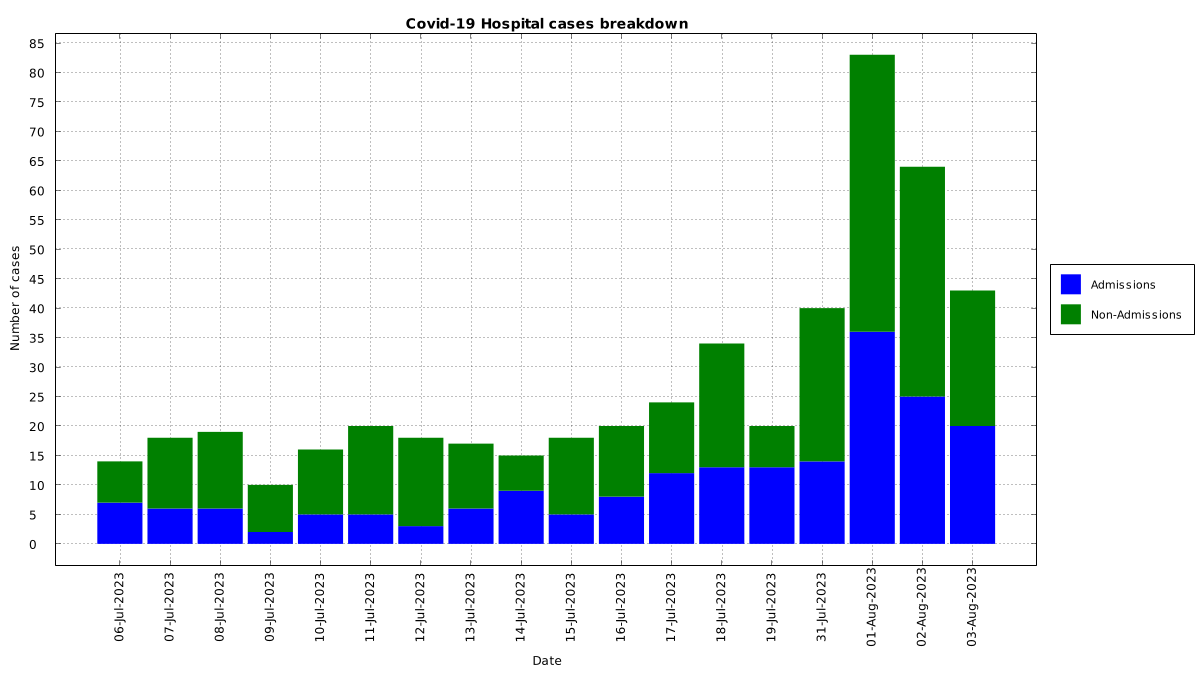 Covid-19 Hospital cases breakdown
85
80
75
70
65
60
55
50
45
40
35
30
25
20
15
10
5
0
Number of cases
06-Jul-2023
07-Jul-2023
08-Jul-2023
09-Jul-2023
10-Jul-2023
11-Jul-2023
12-Jul-2023
13-Jul-2023
14-Jul-2023
15-Jul-2023
16-Jul-2023
17-Jul-2023
18-Jul-2023
19-Jul-2023
31-Jul-2023
01-Aug-2023
02-Aug-2023
03-Aug-2023
Date
Admissions
Non-Admissions